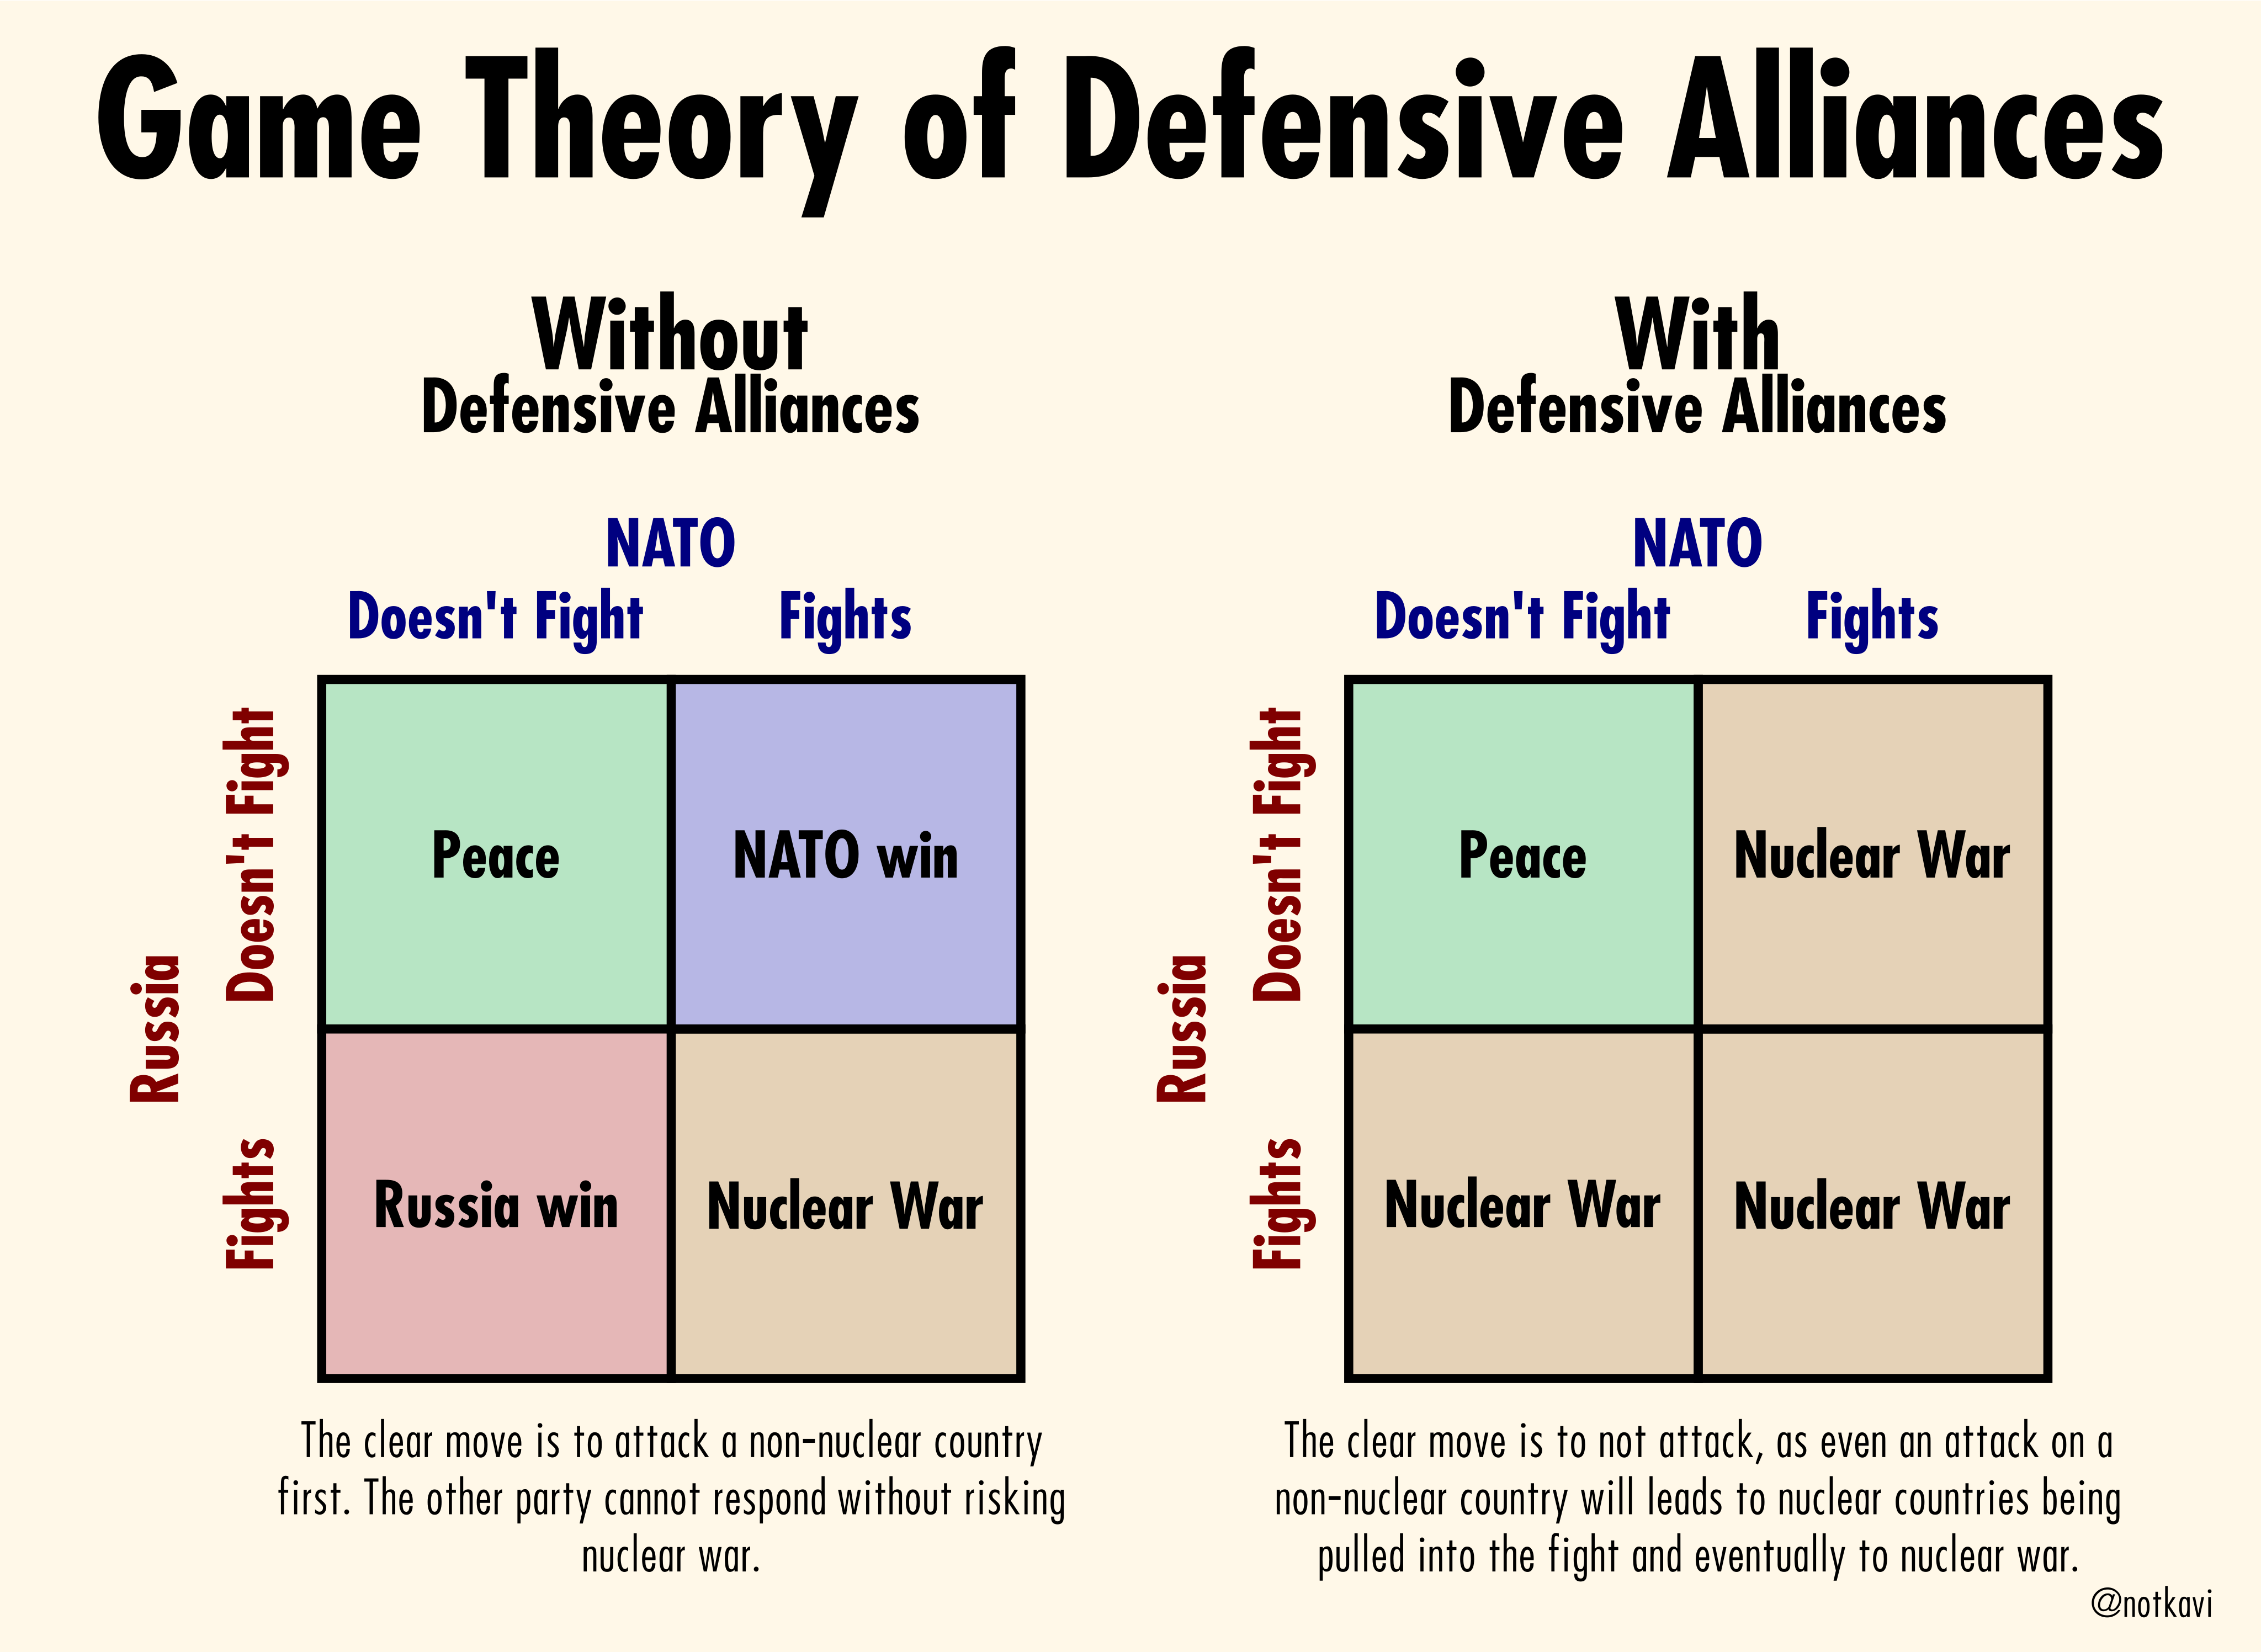 Game Theory of Defensive Alliances
Without
Defensive Alliances
NATO
Doesn't Fight Fights
Russia
Doesn't Fight
Fights
Peace
NATO win
Russia win
Nuclear War
The clear move is to attack a non-nuclear country
first. The other party cannot respond without risking
nuclear war.
With
Defensive Alliances
NATO
Doesn't Fight Fights
Russia
Doesn't Fight
Fights
Peace
Nuclear War
Nuclear War
Nuclear War
The clear move is to not attack, as even an attack on a
non-nuclear country will leads to nuclear countries being
pulled into the fight and eventually to nuclear war.
@notkavi